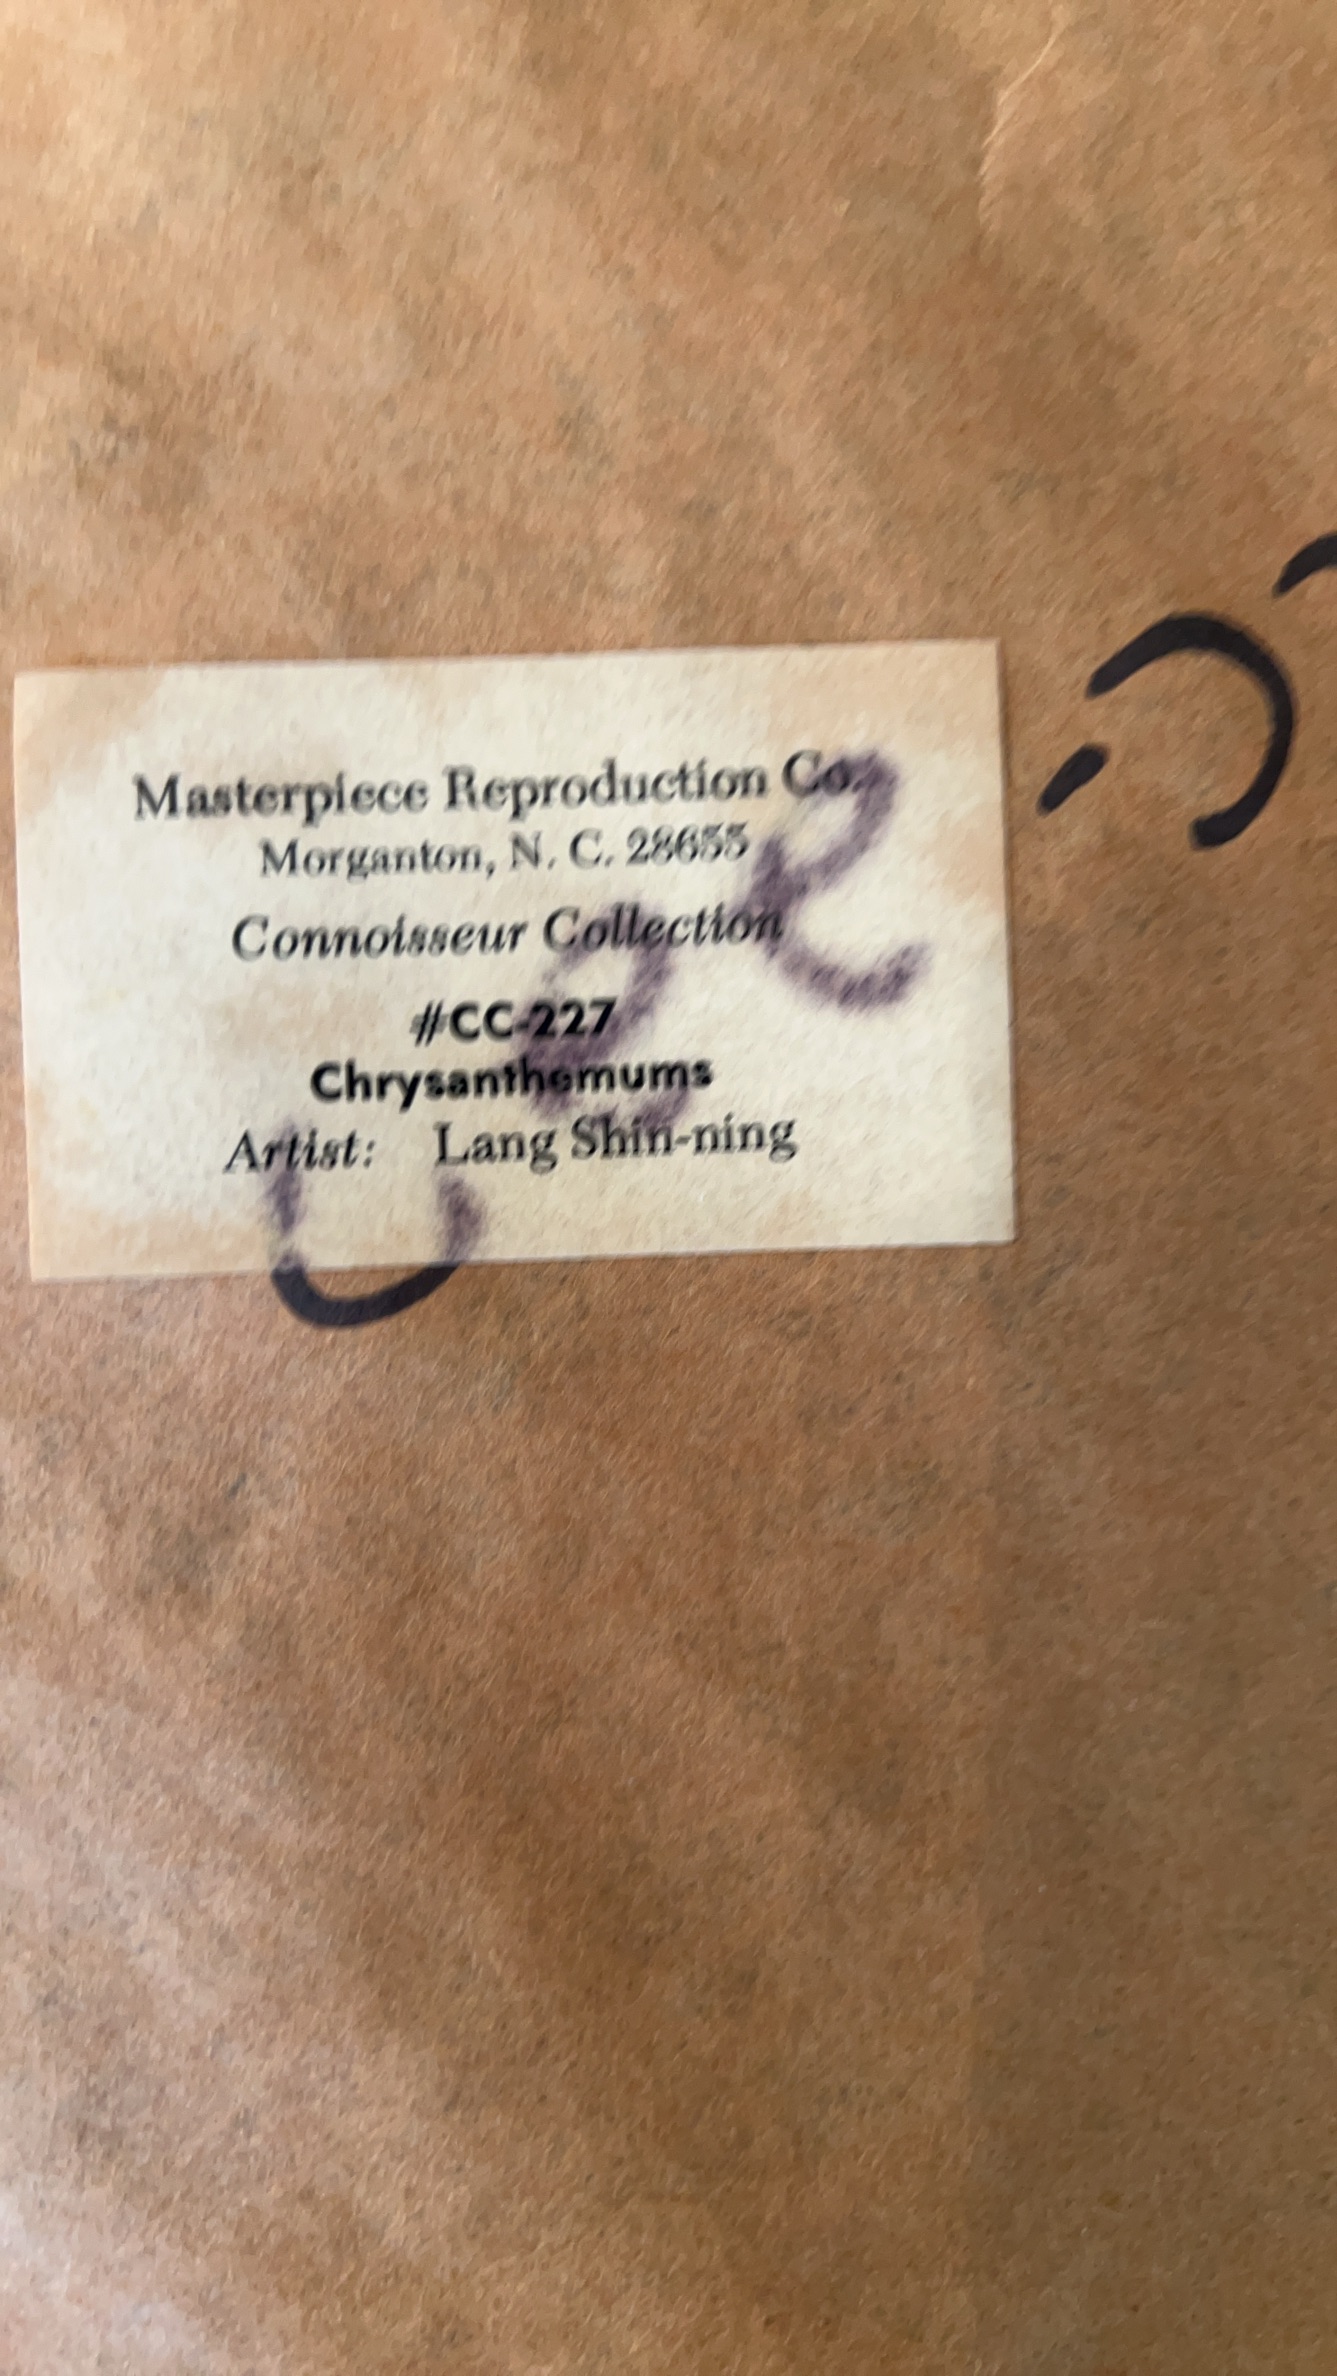 Masterpiece Reproduction Co.
Morganton, N. C. 28655
Connoisseur Collection
#CC-227
Chrysanthemums
Artist: Lang Shin-ning